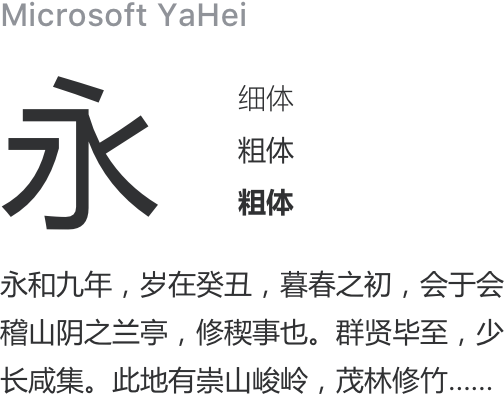 Microsoft YaHei
永
细体
粗体
粗体
永和九年，岁在癸丑，暮春之初，会于会
稽山阴之兰亭，修稧事也。群贤毕至，少
长咸集。此地有崇山峻岭，茂林修竹......